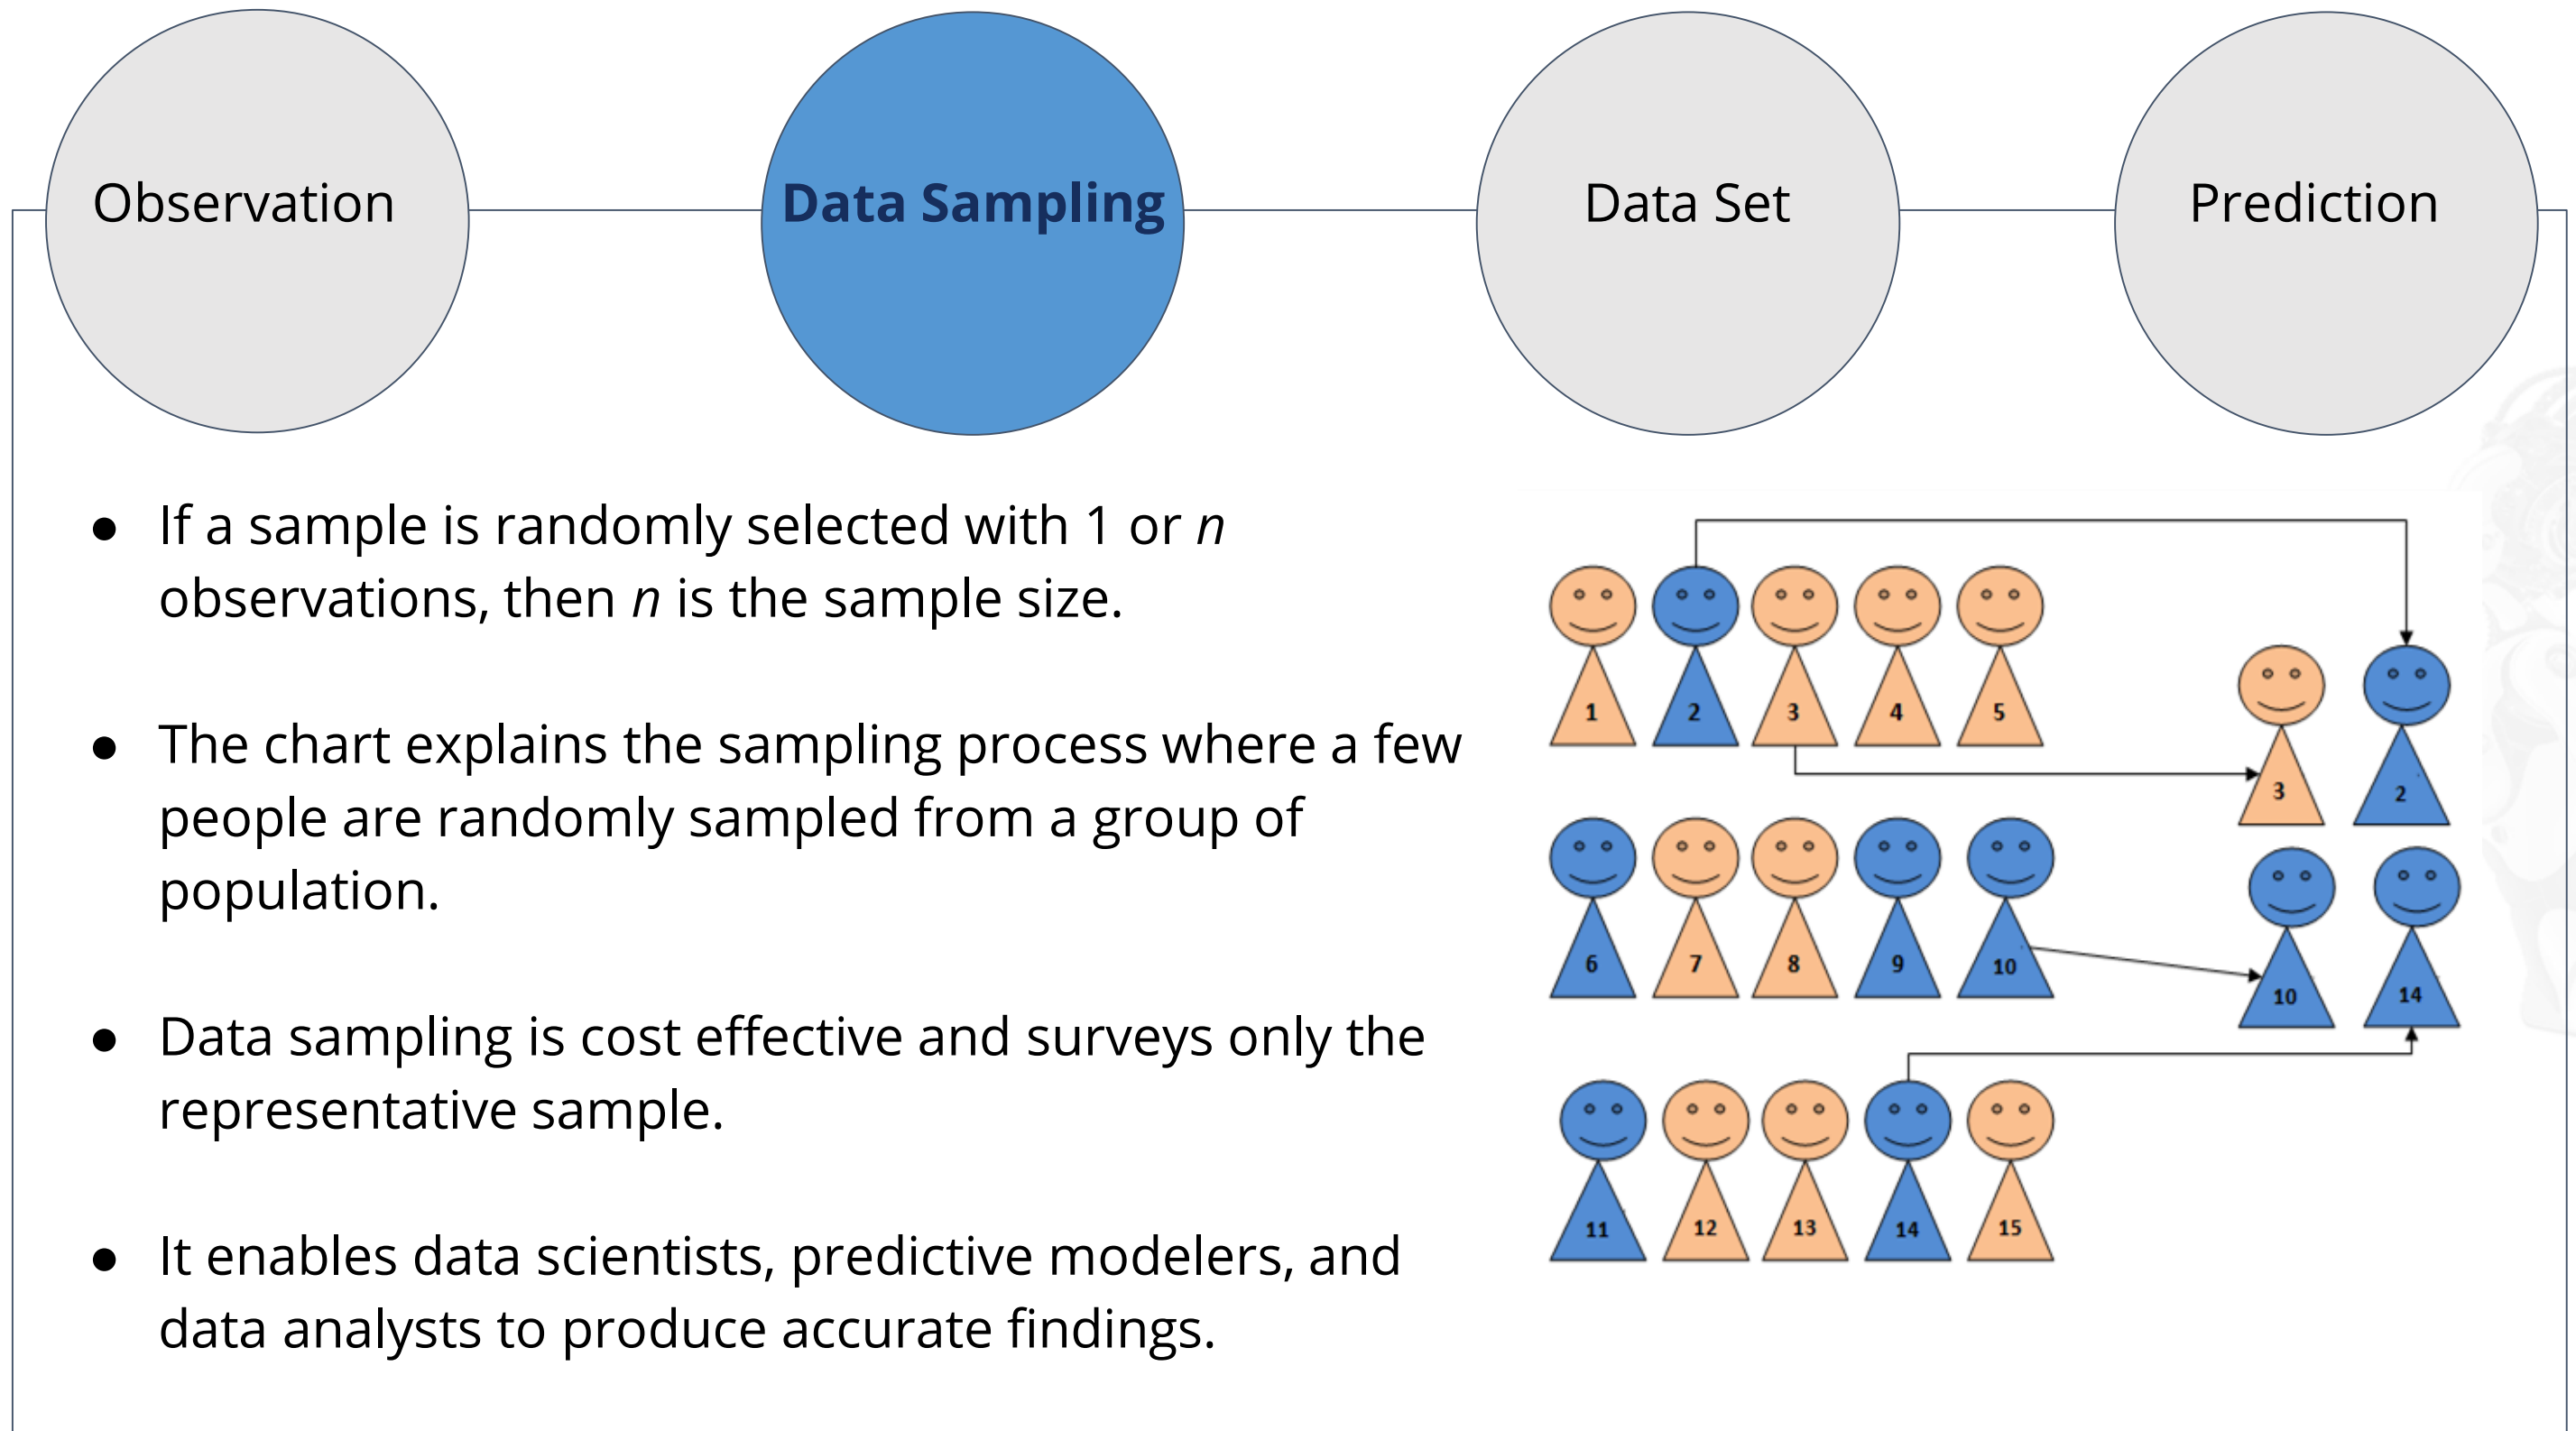 Observation
Data Sampling
Data Set
Prediction
● If a sample is randomly selected with 1 or n
observations, then n is the sample size.
● The chart explains the sampling process where a few
people are randomly sampled from a group of
population.
● Data sampling is cost effective and surveys only the
representative sample.
● It enables data scientists, predictive modelers, and
data analysts to produce accurate findings.
1 2 3 4 5
3 2
6 7 8 9 10
10 14
11 12 13 14 15